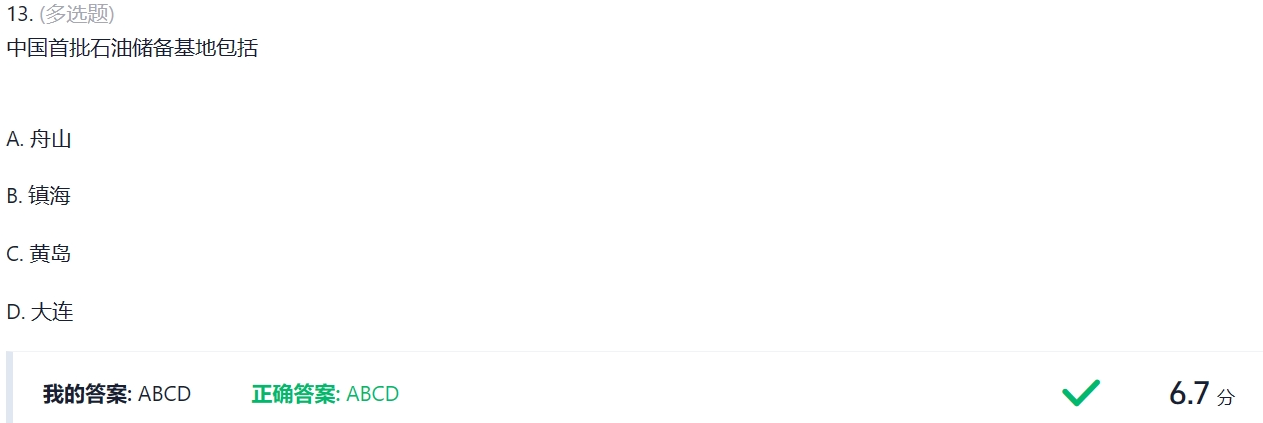 13. (多选题)
中国首批石油储备基地包括
A. 舟山
B. 镇海
C. 黄岛
D. 大连
我的答案: ABCD 正确答案: ABCD 6.7 分